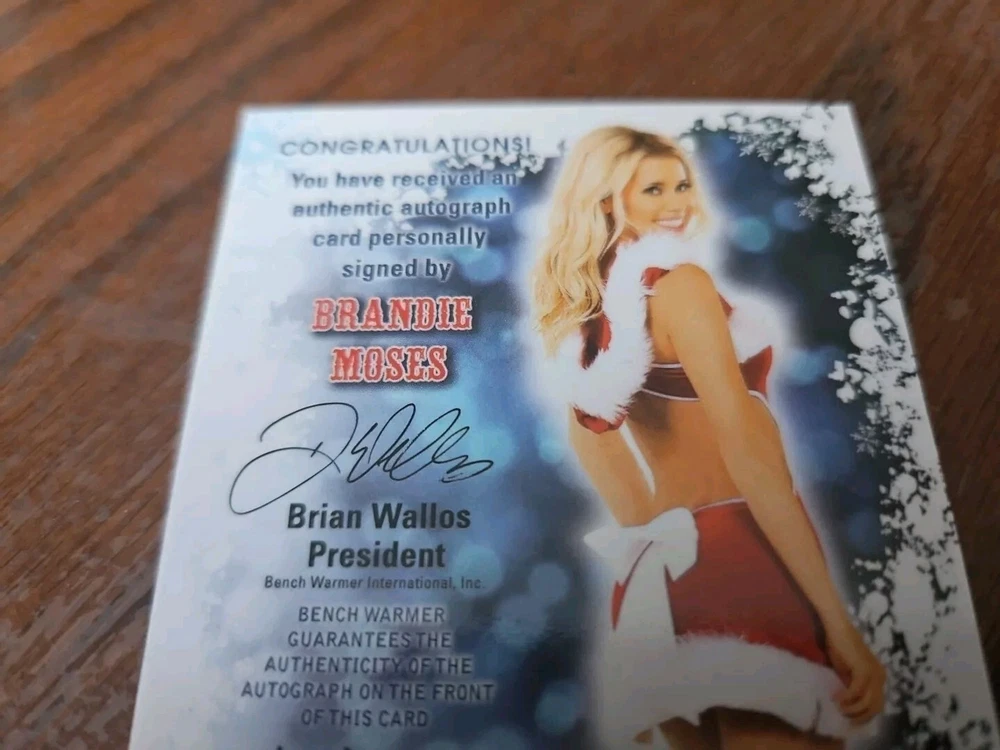 CONGRATULATIONS!
You have received an
authentic autograph
card personally
signed by
BRANDIE
MOSES
Brian Wallos
President
Bench Warmer International, Inc.
BENCH WARMER
GUARANTEES THE
AUTHENTICITY OF THE
AUTOGRAPH ON THE FRONT
OF THIS CARD